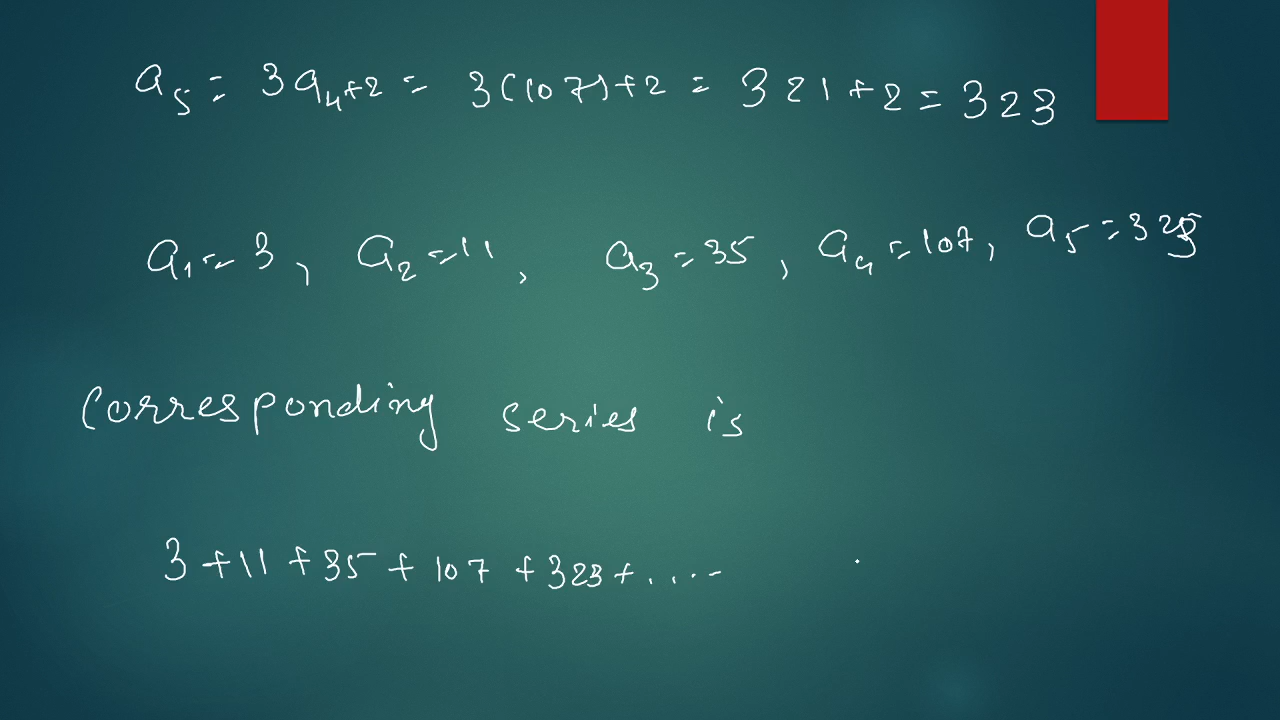 a₅ = 3a₄+2 = 3(107)+2 = 321+2 = 323
a₁ = 3, a₂ = 11, a₃ = 35, a₄ = 107, a₅ = 323
Corresponding series is
3 + 11 + 35 + 107 + 323 + ....